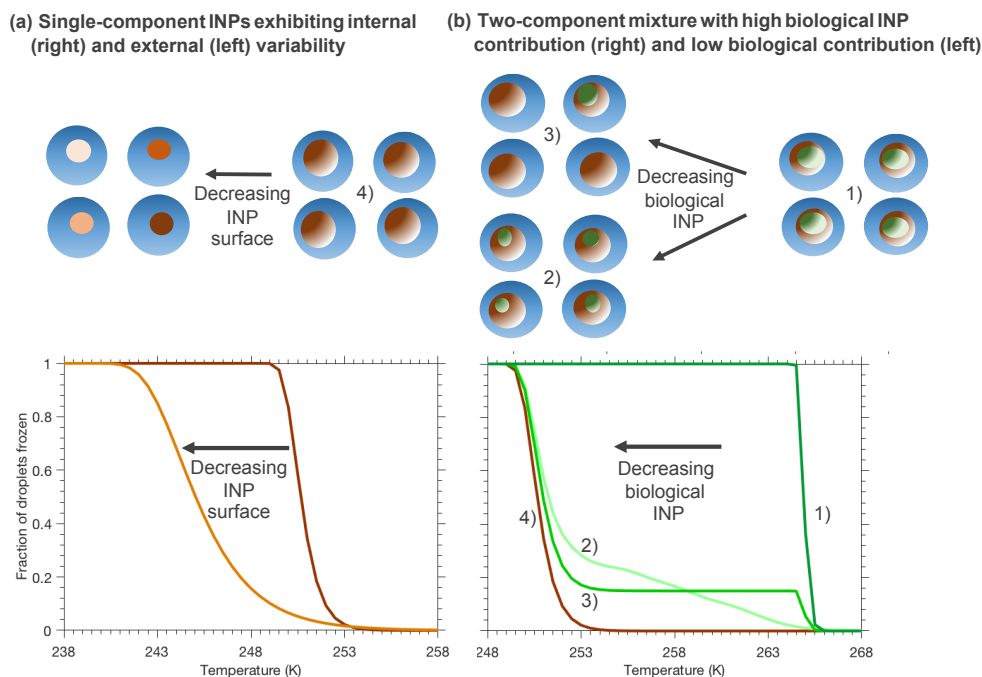 (a) Single-component INPs exhibiting internal
(right) and external (left) variability
Decreasing
INP
surface
4)
(b) Two-component mixture with high biological INP
contribution (right) and low biological contribution (left)
3)
Decreasing
biological
INP
1)
2)
Fraction of droplets frozen
1
0.8
0.6
0.4
0.2
0
Decreasing
INP
surface
238
243
248
253
258
Temperature (K)
Decreasing
biological
INP
4)
2)
3)
1)
248
253
258
263
268
Temperature (K)